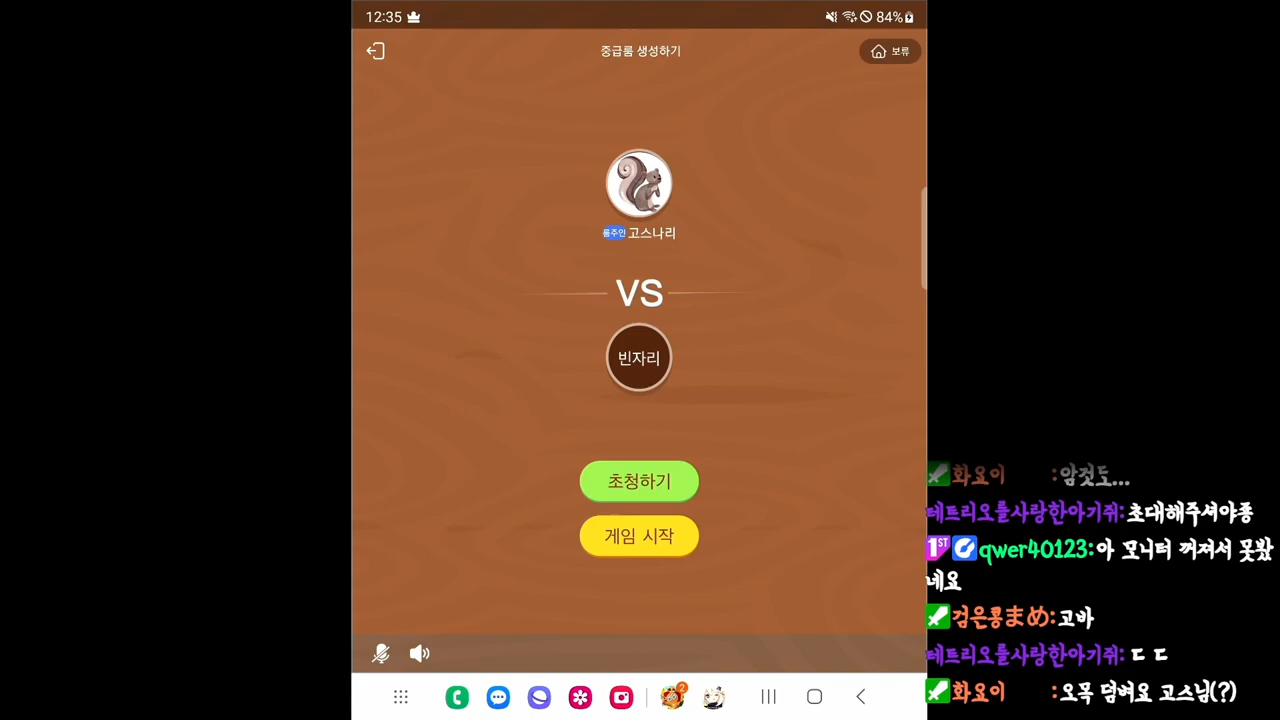 12:35
84%
중급룸 생성하기
보류
룸주인 고스나리
VS
빈자리
초청하기
게임 시작
2
화요이 :암것도...
테트리오를사랑한아기쥐:초대해주셔야죵
1ST qwer40123:아 모니터 꺼져서 못봤
네요
검은콩まめ:고바
테트리오를사랑한아기쥐:ㄷㄷ
화요이 :오목 덤벼요 고스님(?)